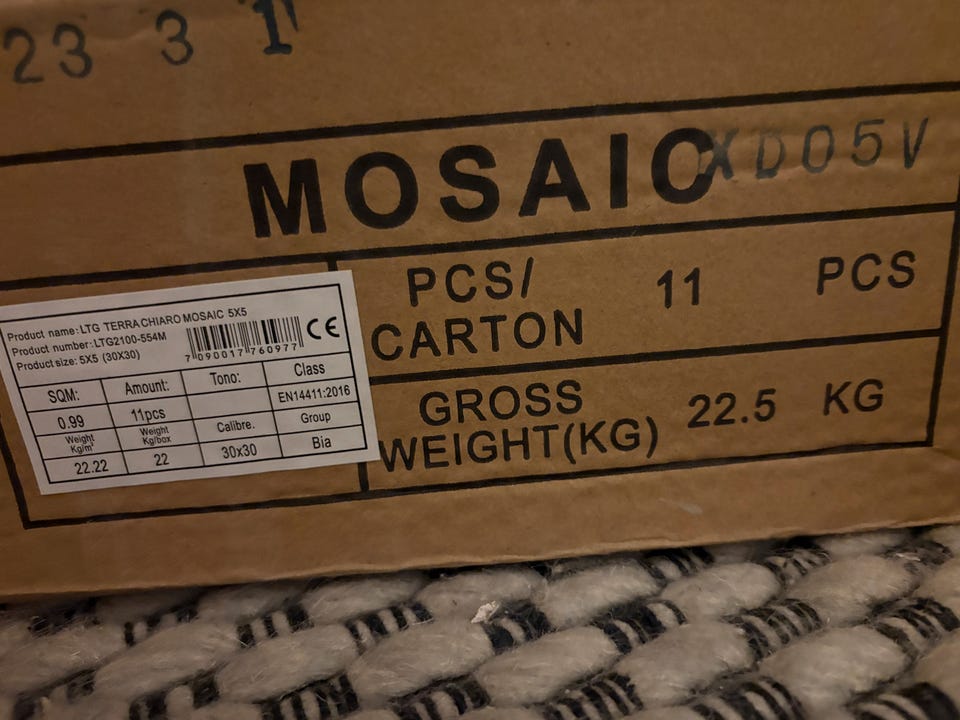 23 3 1
MOSAIC
XD05V
PCS/
CARTON
11
PCS
GROSS
WEIGHT(KG)
22.5
KG
Product name: LTG TERRA CHIARO MOSAIC 5X5
Product number: LTG2100-554M
Product size: 5X5 (30X30)
7 090017 760977
CE
SQM:
Amount:
Tono:
Class
0.99
11pcs
EN14411:2016
Weight
Kg/m²
Weight
Kg/box
Calibre.
Group
22.22
22
30x30
Bia